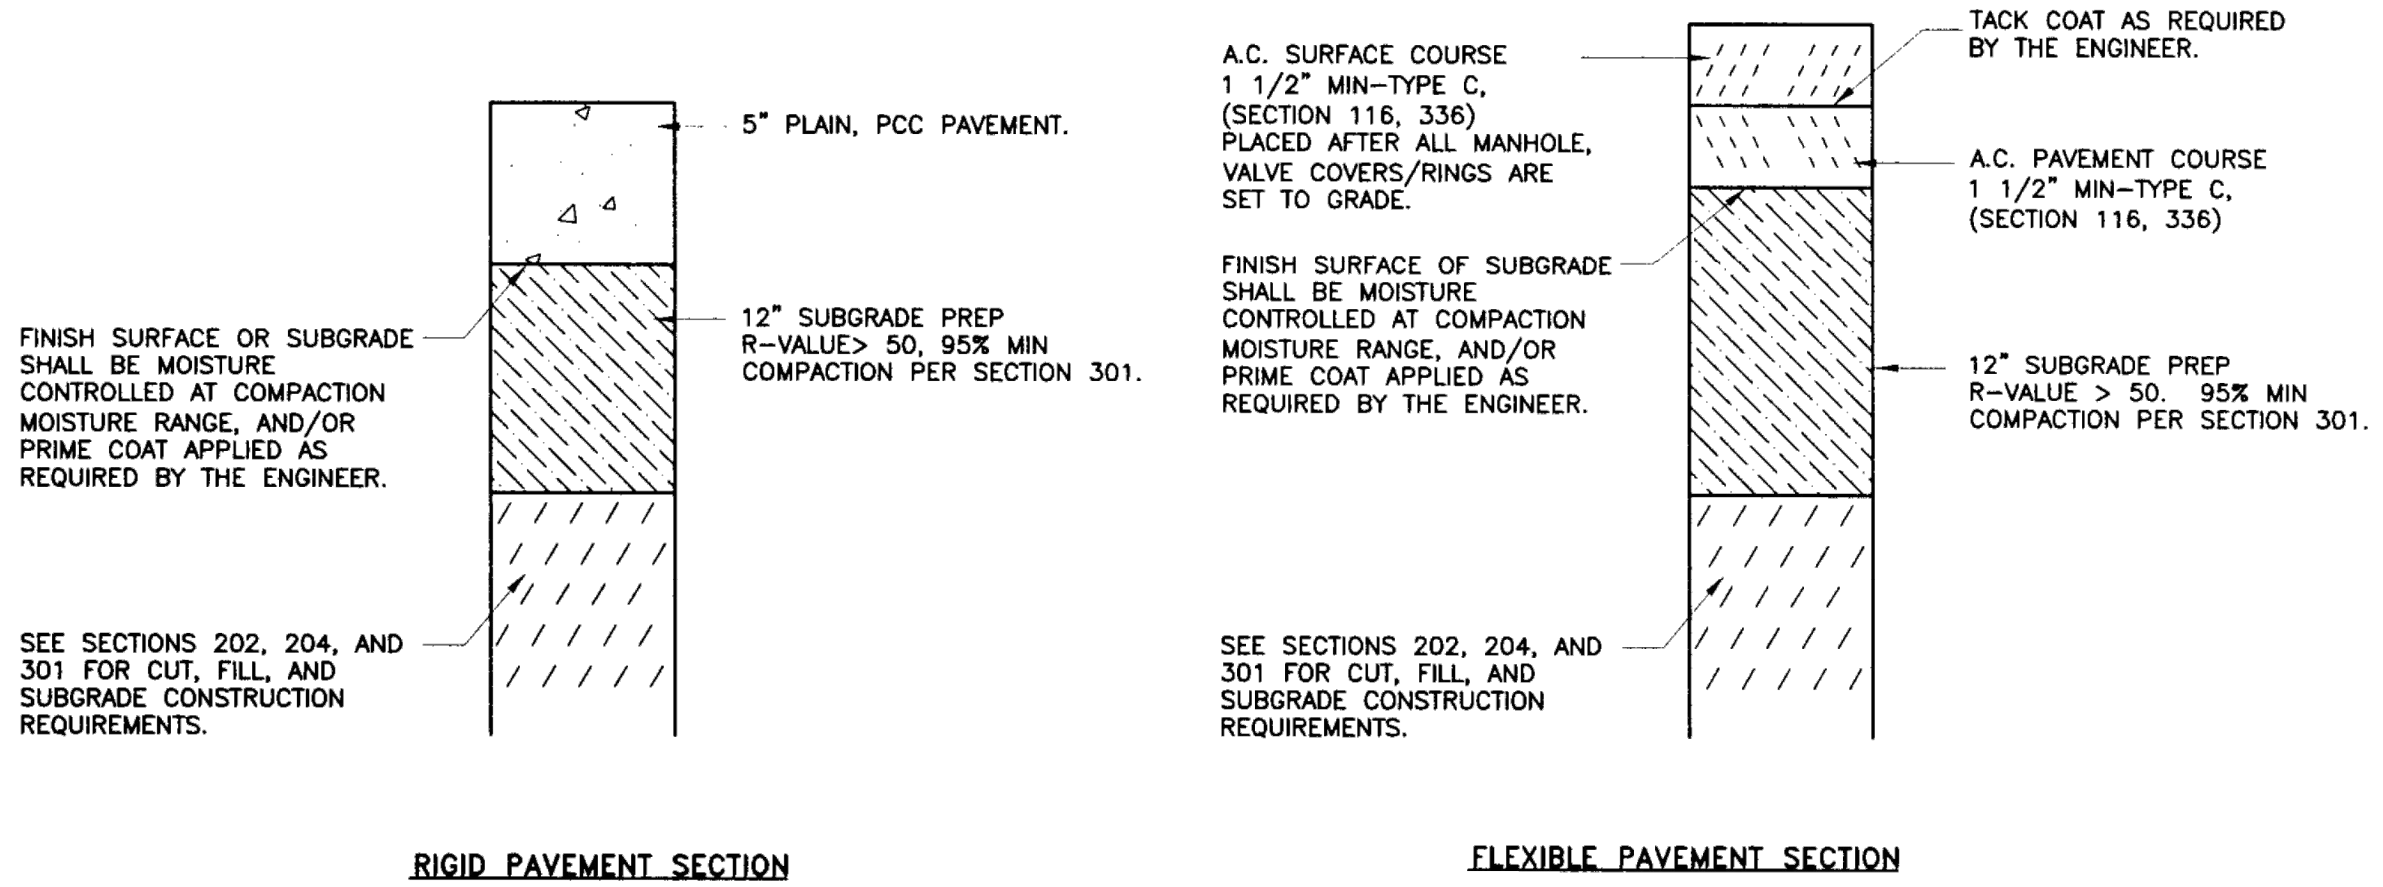 5" PLAIN, PCC PAVEMENT.
FINISH SURFACE OR SUBGRADE
SHALL BE MOISTURE
CONTROLLED AT COMPACTION
MOISTURE RANGE, AND/OR
PRIME COAT APPLIED AS
REQUIRED BY THE ENGINEER.
12" SUBGRADE PREP
R-VALUE> 50, 95% MIN
COMPACTION PER SECTION 301.
SEE SECTIONS 202, 204, AND
301 FOR CUT, FILL, AND
SUBGRADE CONSTRUCTION
REQUIREMENTS.
RIGID PAVEMENT SECTION
A.C. SURFACE COURSE
1 1/2" MIN-TYPE C,
(SECTION 116, 336)
PLACED AFTER ALL MANHOLE,
VALVE COVERS/RINGS ARE
SET TO GRADE.
TACK COAT AS REQUIRED
BY THE ENGINEER.
A.C. PAVEMENT COURSE
1 1/2" MIN-TYPE C,
(SECTION 116, 336)
FINISH SURFACE OF SUBGRADE
SHALL BE MOISTURE
CONTROLLED AT COMPACTION
MOISTURE RANGE, AND/OR
PRIME COAT APPLIED AS
REQUIRED BY THE ENGINEER.
12" SUBGRADE PREP
R-VALUE > 50. 95% MIN
COMPACTION PER SECTION 301.
SEE SECTIONS 202, 204, AND
301 FOR CUT, FILL, AND
SUBGRADE CONSTRUCTION
REQUIREMENTS.
FLEXIBLE PAVEMENT SECTION